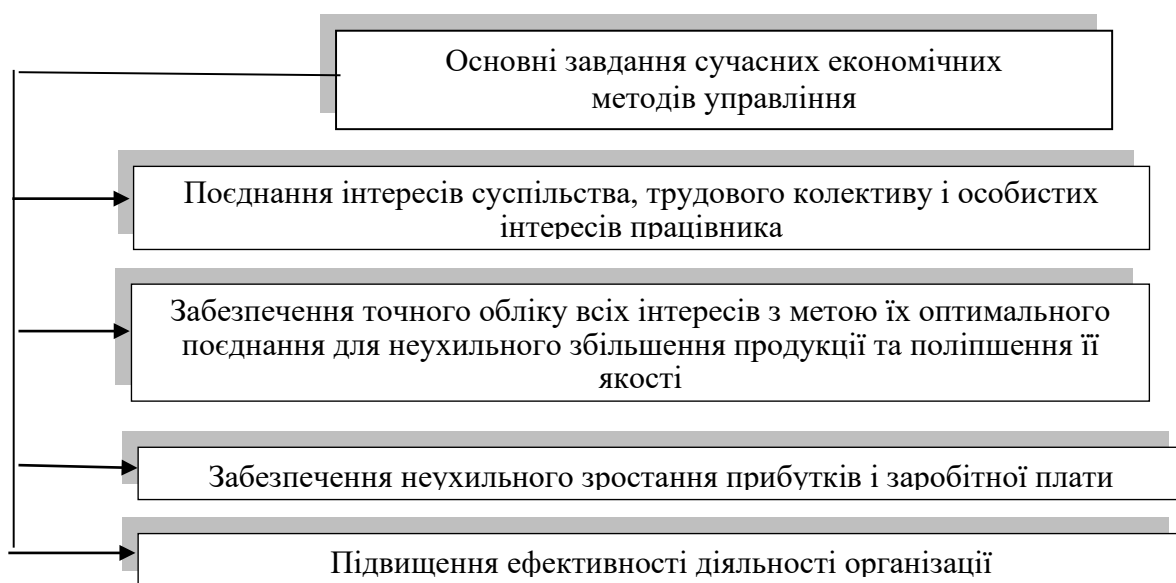 Основні завдання сучасних економічних
методів управління
Поєднання інтересів суспільства, трудового колективу і особистих
інтересів працівника
Забезпечення точного обліку всіх інтересів з метою їх оптимального
поєднання для неухильного збільшення продукції та поліпшення її
якості
Забезпечення неухильного зростання прибутків і заробітної плати
Підвищення ефективності діяльності організації